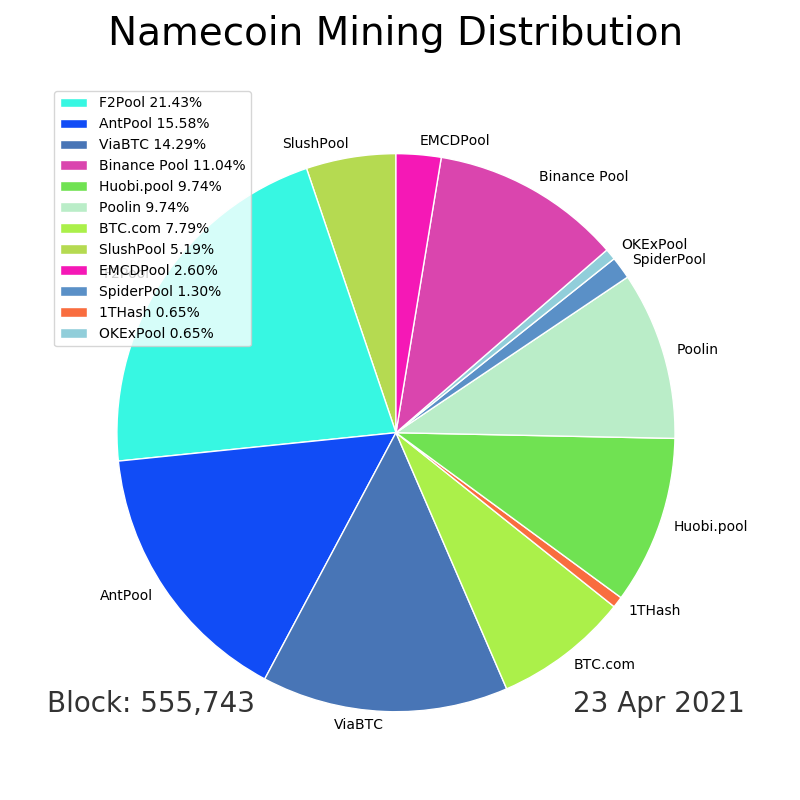 Namecoin Mining Distribution
F2Pool 21.43%
AntPool 15.58%
ViaBTC 14.29%
Binance Pool 11.04%
Huobi.pool 9.74%
Poolin 9.74%
BTC.com 7.79%
SlushPool 5.19%
EMCDPool 2.60%
SpiderPool 1.30%
1THash 0.65%
OKExPool 0.65%
SlushPool
EMCDPool
Binance Pool
OKExPool
SpiderPool
F2Pool
Poolin
Huobi.pool
AntPool
1THash
BTC.com
ViaBTC
Block: 555,743
23 Apr 2021